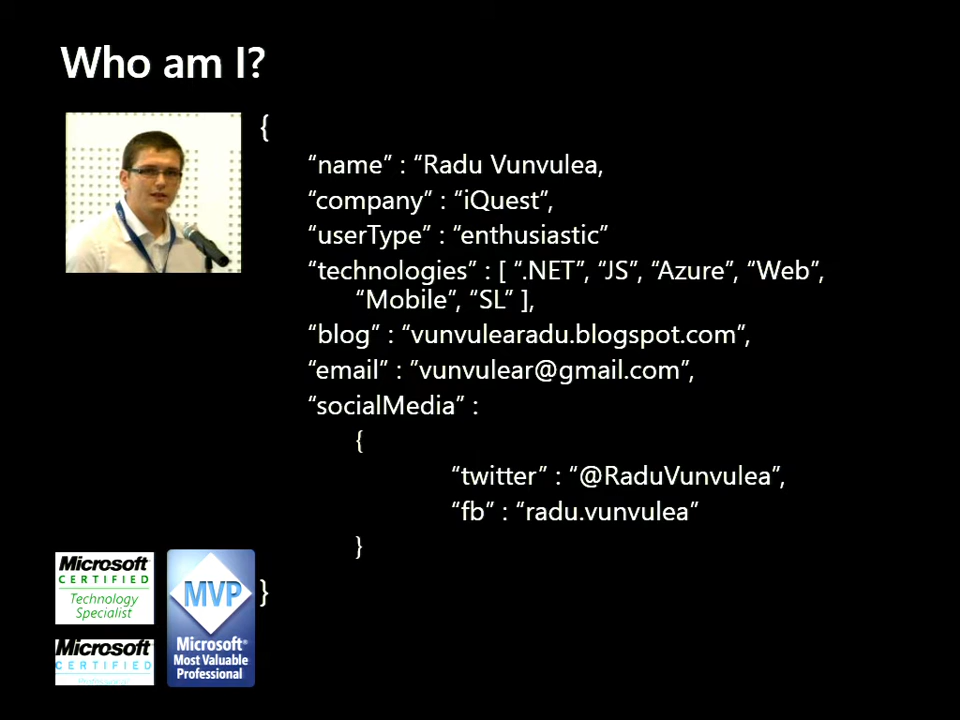 Who am I?
{
“name” : “Radu Vunvulea,
“company” : “iQuest”,
“userType” : “enthusiastic”
“technologies” : [ “.NET”, “JS”, “Azure”, “Web”,
“Mobile”, “SL” ],
“blog” : “vunvulearadu.blogspot.com”,
“email” : ”vunvulear@gmail.com”,
“socialMedia” :
{
“twitter” : “@RaduVunvulea”,
“fb” : “radu.vunvulea”
}
}
Microsoft
CERTIFIED
Technology
Specialist
Microsoft
CERTIFIED
Professional
MVP
Microsoft®
Most Valuable
Professional